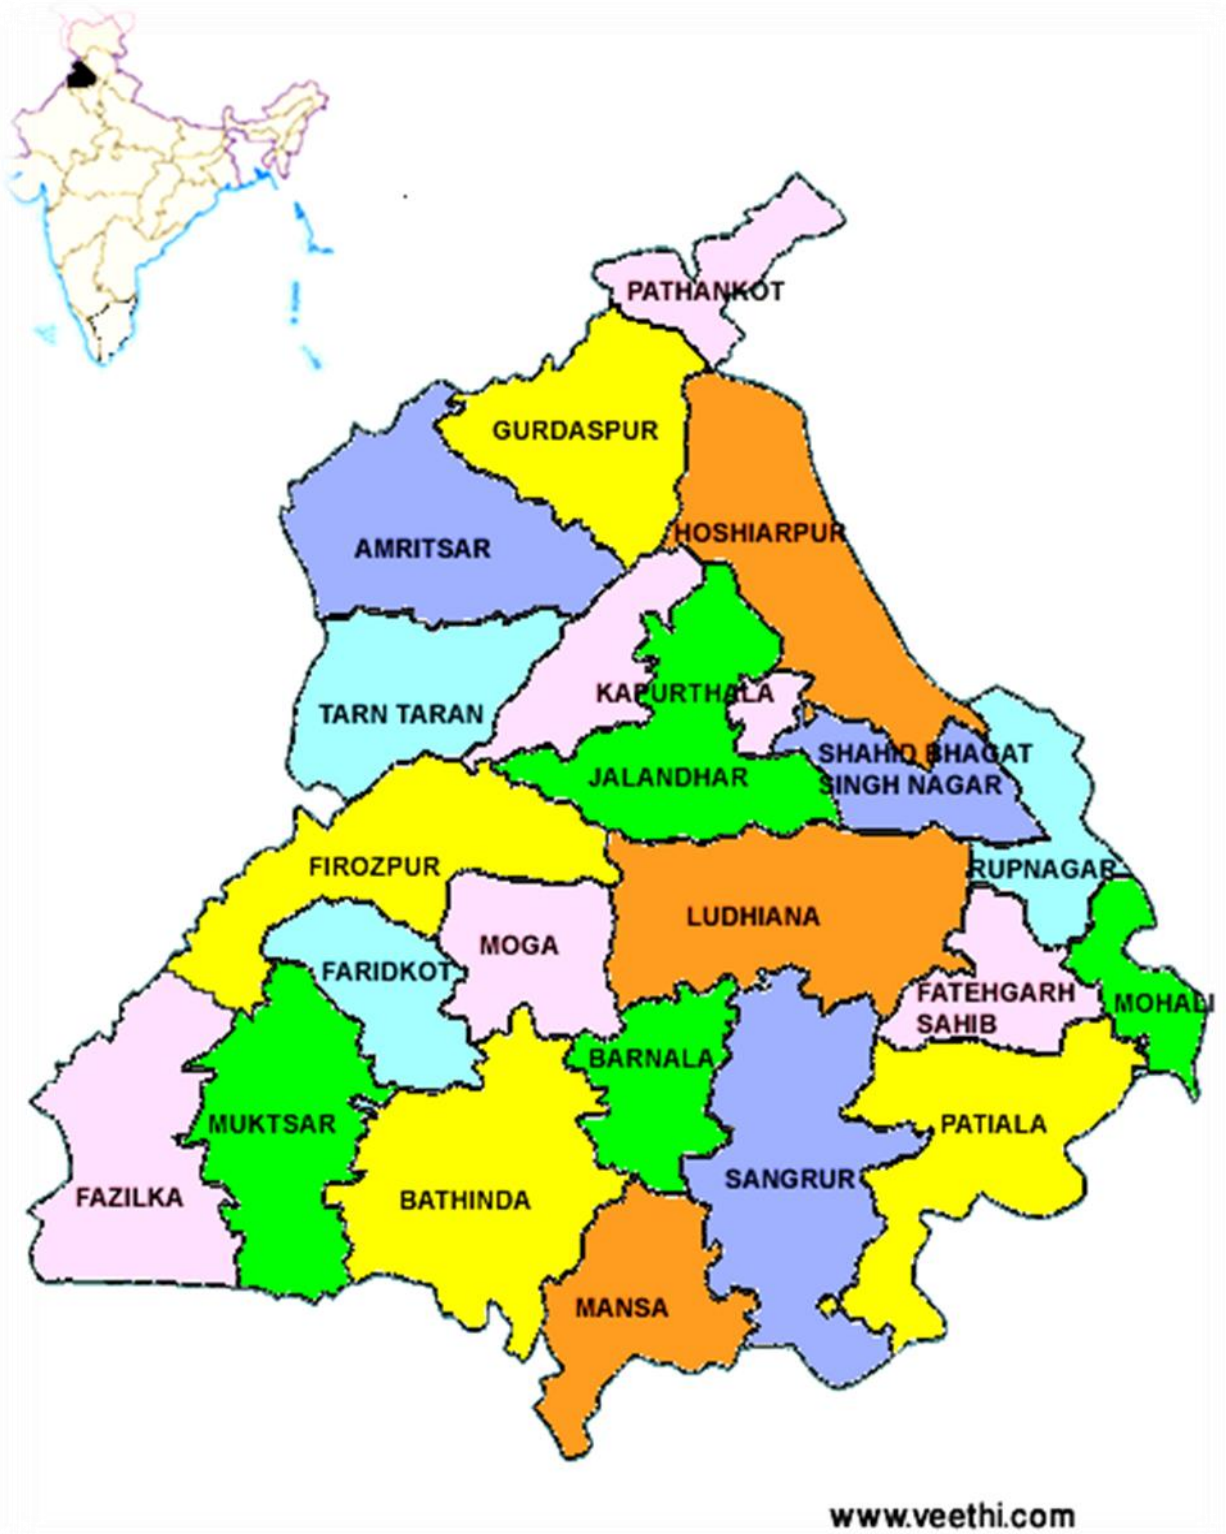 PATHANKOT
GURDASPUR
HOSHIARPUR
AMRITSAR
KAPURTHALA
TARN TARAN
SHAHID BHAGAT
SINGH NAGAR
JALANDHAR
FIROZPUR
RUPNAGAR
LUDHIANA
MOGA
FARIDKOT
FATEHGARH
SAHIB
MOHALI
BARNALA
MUKTSAR
PATIALA
SANGRUR
FAZILKA
BATHINDA
MANSA
www.veethi.com